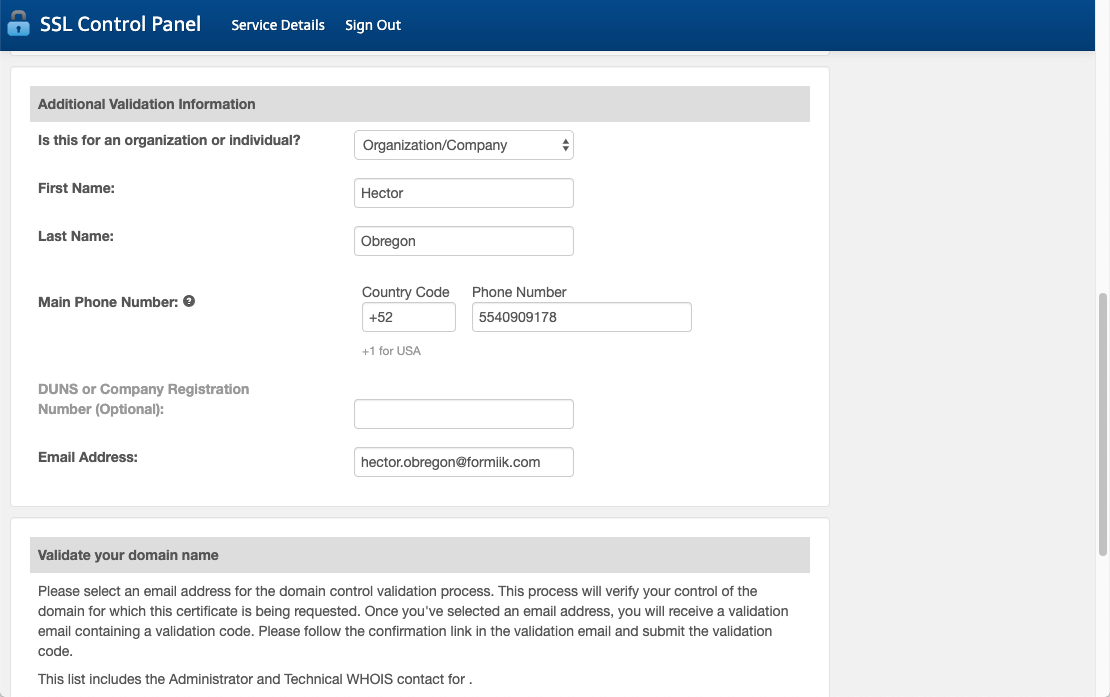 SSL Control Panel
Service Details
Sign Out
Additional Validation Information
Is this for an organization or individual?
Organization/Company
First Name:
Hector
Last Name:
Obregon
Country Code
Phone Number
Main Phone Number: ?
+52
5540909178
+1 for USA
DUNS or Company Registration
Number (Optional):
Email Address:
hector.obregon@formiik.com
Validate your domain name
Please select an email address for the domain control validation process. This process will verify your control of the
domain for which this certificate is being requested. Once you've selected an email address, you will receive a validation
email containing a validation code. Please follow the confirmation link in the validation email and submit the validation
code.
This list includes the Administrator and Technical WHOIS contact for .